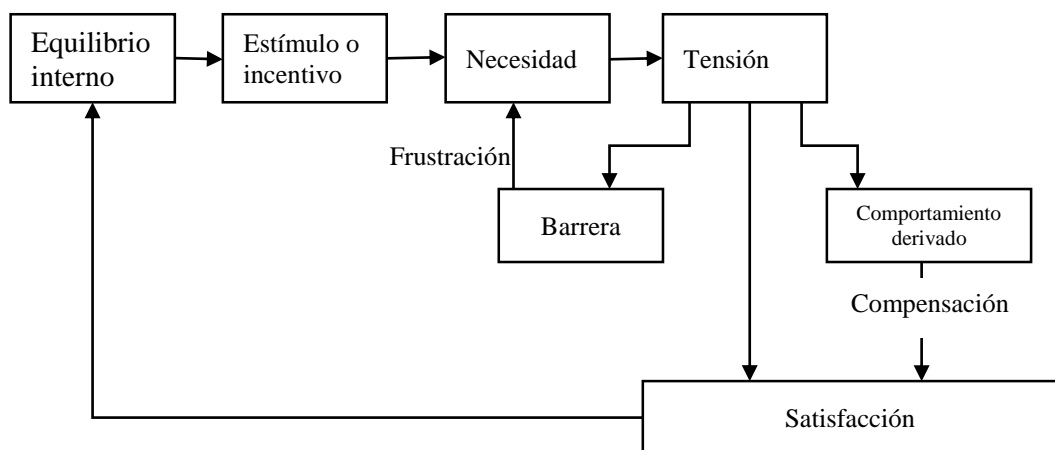 Equilibrio
interno
Estímulo o
incentivo
Necesidad
Tensión
Frustración
Barrera
Comportamiento
derivado
Compensación
Satisfacción